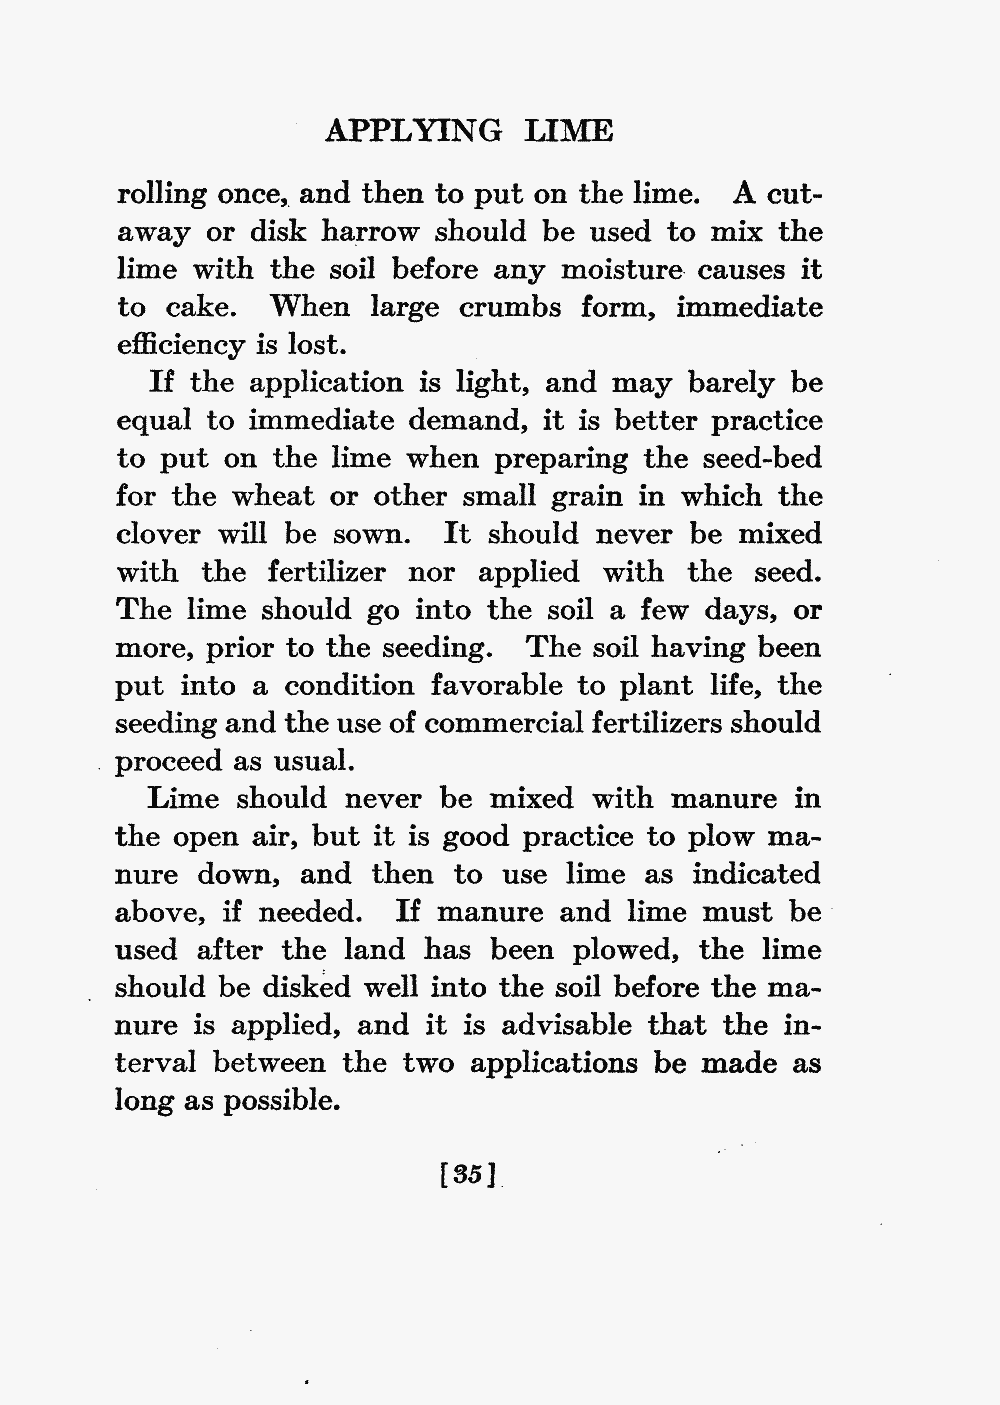 APPLYING LIME
rolling once, and then to put on the lime. A cut-
away or disk harrow should be used to mix the
lime with the soil before any moisture causes it
to cake. When large crumbs form, immediate
efficiency is lost.
If the application is light, and may barely be
equal to immediate demand, it is better practice
to put on the lime when preparing the seed-bed
for the wheat or other small grain in which the
clover will be sown. It should never be mixed
with the fertilizer nor applied with the seed.
The lime should go into the soil a few days, or
more, prior to the seeding. The soil having been
put into a condition favorable to plant life, the
seeding and the use of commercial fertilizers should
proceed as usual.
Lime should never be mixed with manure in
the open air, but it is good practice to plow ma-
nure down, and then to use lime as indicated
above, if needed. If manure and lime must be
used after the land has been plowed, the lime
should be disked well into the soil before the ma-
nure is applied, and it is advisable that the in-
terval between the two applications be made as
long as possible.
[35]